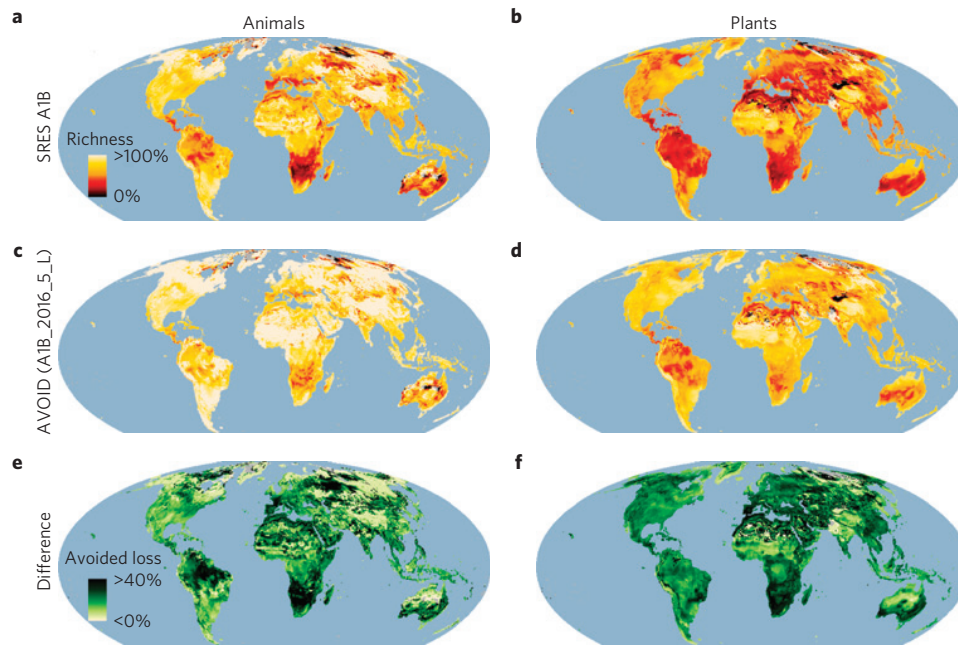 a
Animals
b
Plants
SRES A1B
Richness
>100%
0%
c
d
AVOID (A1B_2016_5_L)
e
f
Difference
Avoided loss
>40%
<0%